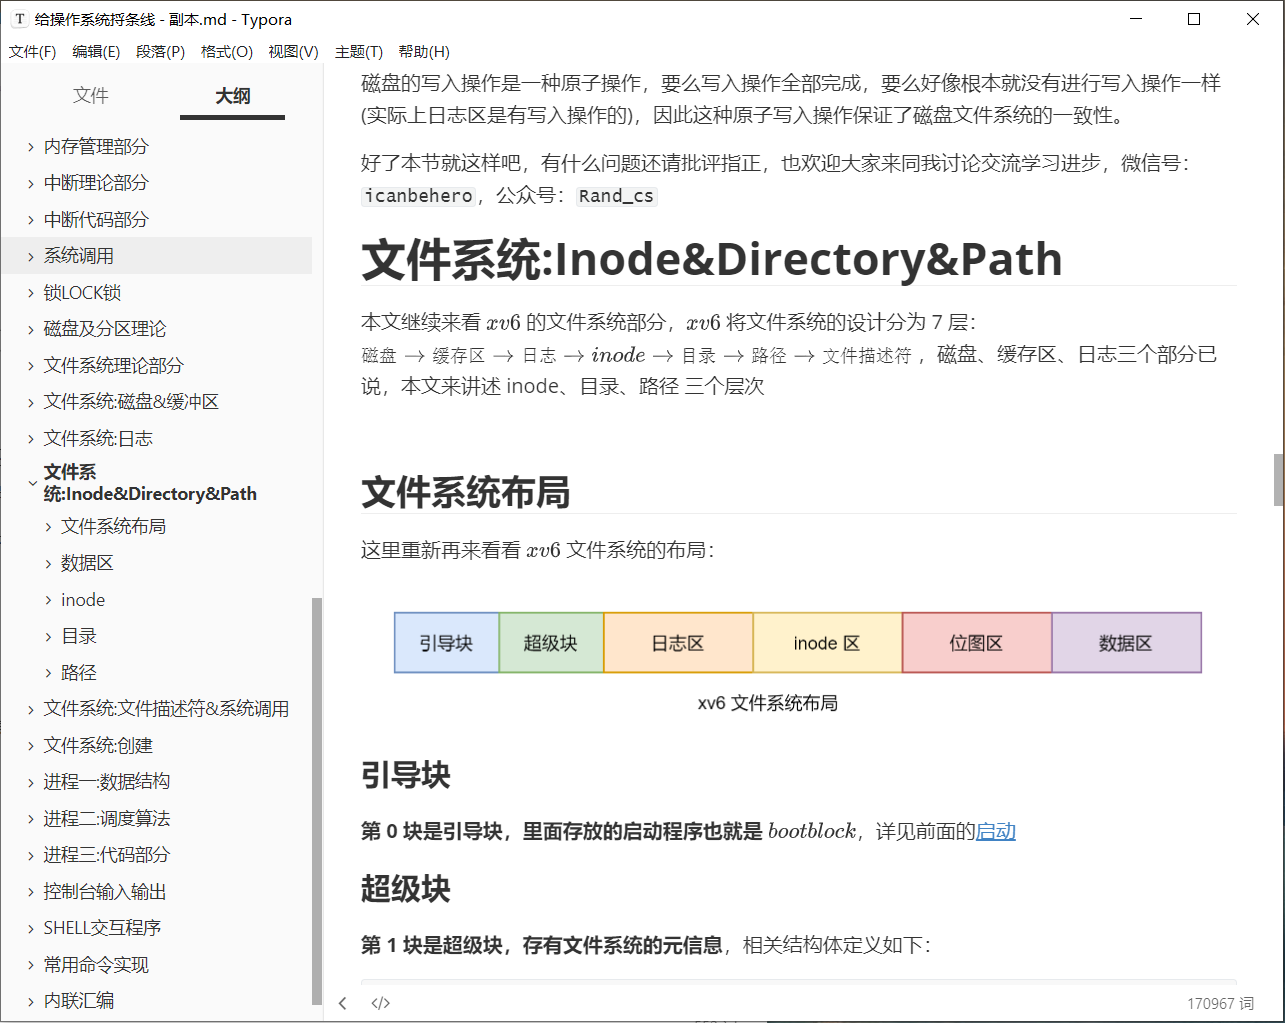 给操作系统捋条线 - 副本.md - Typora
文件(F) 编辑(E) 段落(P) 格式(O) 视图(V) 主题(T) 帮助(H)
文件 大纲
内存管理部分
中断理论部分
中断代码部分
系统调用
锁LOCK锁
磁盘及分区理论
文件系统理论部分
文件系统:磁盘&缓冲区
文件系统:日志
文件系
统:Inode&Directory&Path
文件系统布局
数据区
inode
目录
路径
文件系统:文件描述符&系统调用
文件系统:创建
进程一:数据结构
进程二:调度算法
进程三:代码部分
控制台输入输出
SHELL交互程序
常用命令实现
内联汇编
磁盘的写入操作是一种原子操作，要么写入操作全部完成，要么好像根本就没有进行写入操作一样
(实际上日志区是有写入操作的)，因此这种原子写入操作保证了磁盘文件系统的一致性。
好了本节就这样吧，有什么问题还请批评指正，也欢迎大家来同我讨论交流学习进步，微信号：
icanbehero，公众号：Rand_cs
文件系统:Inode&Directory&Path
本文继续来看 xv6 的文件系统部分，xv6 将文件系统的设计分为 7 层：
磁盘 → 缓存区 → 日志 → inode → 目录 → 路径 → 文件描述符，磁盘、缓存区、日志三个部分已
说，本文来讲述 inode、目录、路径 三个层次
文件系统布局
这里重新再来看看 xv6 文件系统的布局：
引导块 超级块 日志区 inode 区 位图区 数据区
xv6 文件系统布局
引导块
第 0 块是引导块，里面存放的启动程序也就是 bootblock，详见前面的启动
超级块
第 1 块是超级块，存有文件系统的元信息，相关结构体定义如下：
</> 170967 词